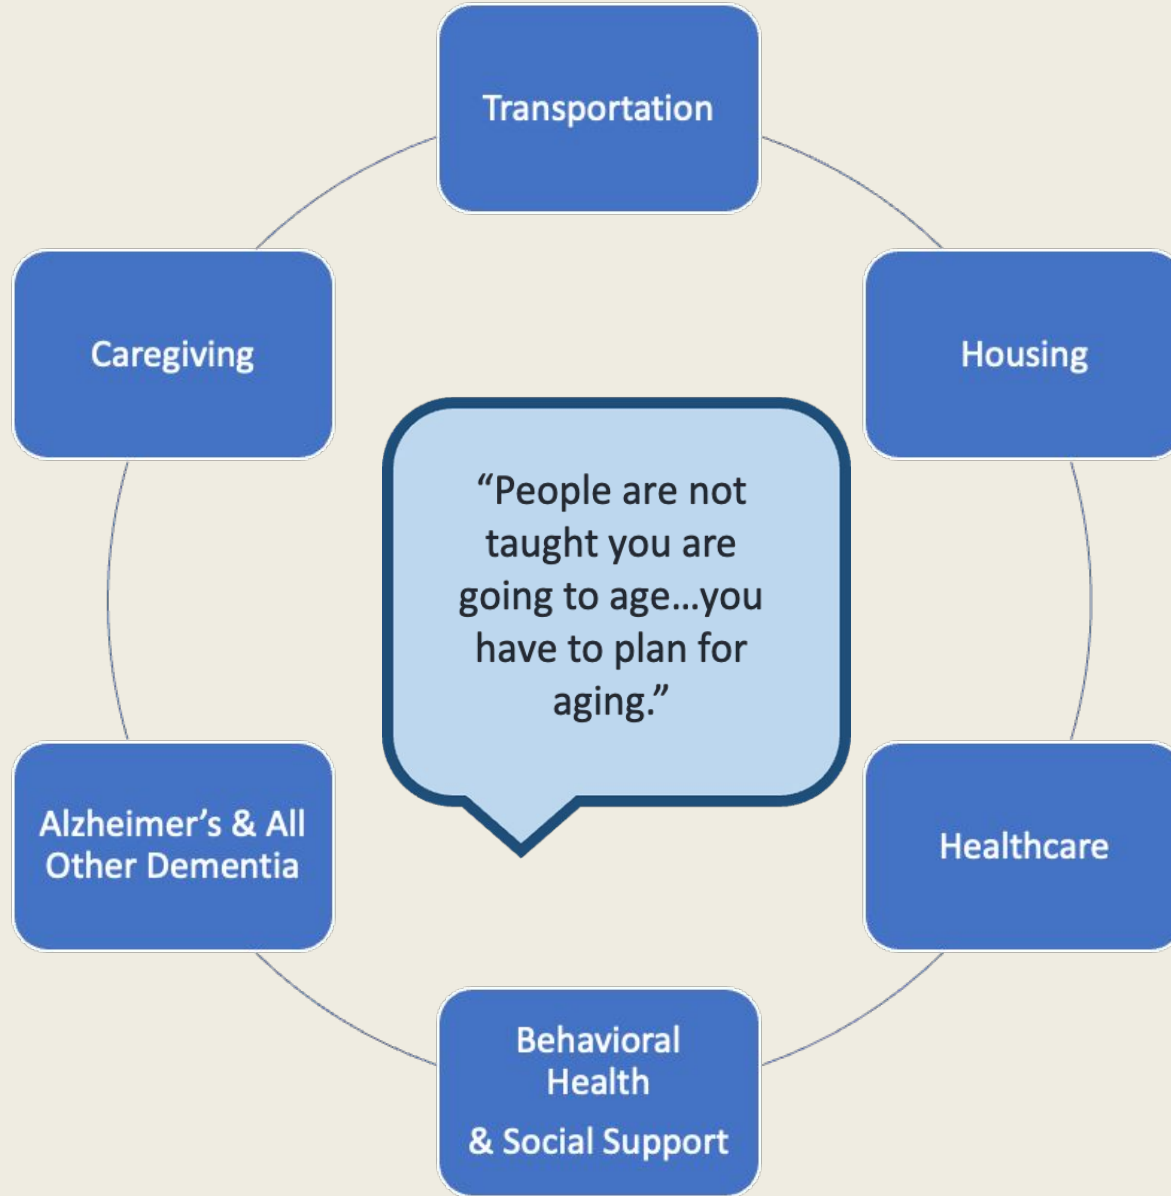 Transportation
Caregiving
Housing
“People are not
taught you are
going to age…you
have to plan for
aging.”
Alzheimer’s & All
Other Dementia
Healthcare
Behavioral
Health
& Social Support